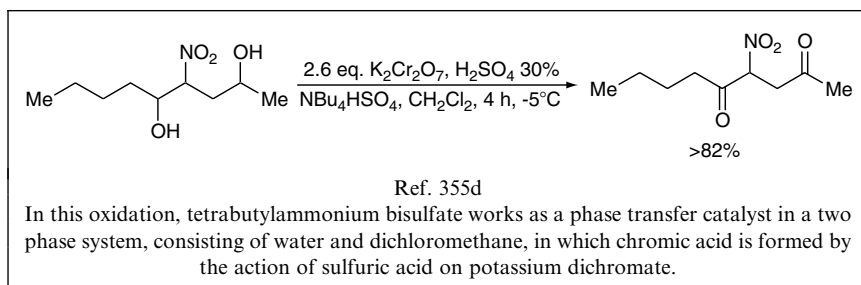 NO₂ OH
Me
Me
OH
2.6 eq. K₂Cr₂O₇, H₂SO₄ 30%
NBu₄HSO₄, CH₂Cl₂, 4 h, -5°C
NO₂ O
Me
Me
O
>82%
Ref. 355d
In this oxidation, tetrabutylammonium bisulfate works as a phase transfer catalyst in a two
phase system, consisting of water and dichloromethane, in which chromic acid is formed by
the action of sulfuric acid on potassium dichromate.